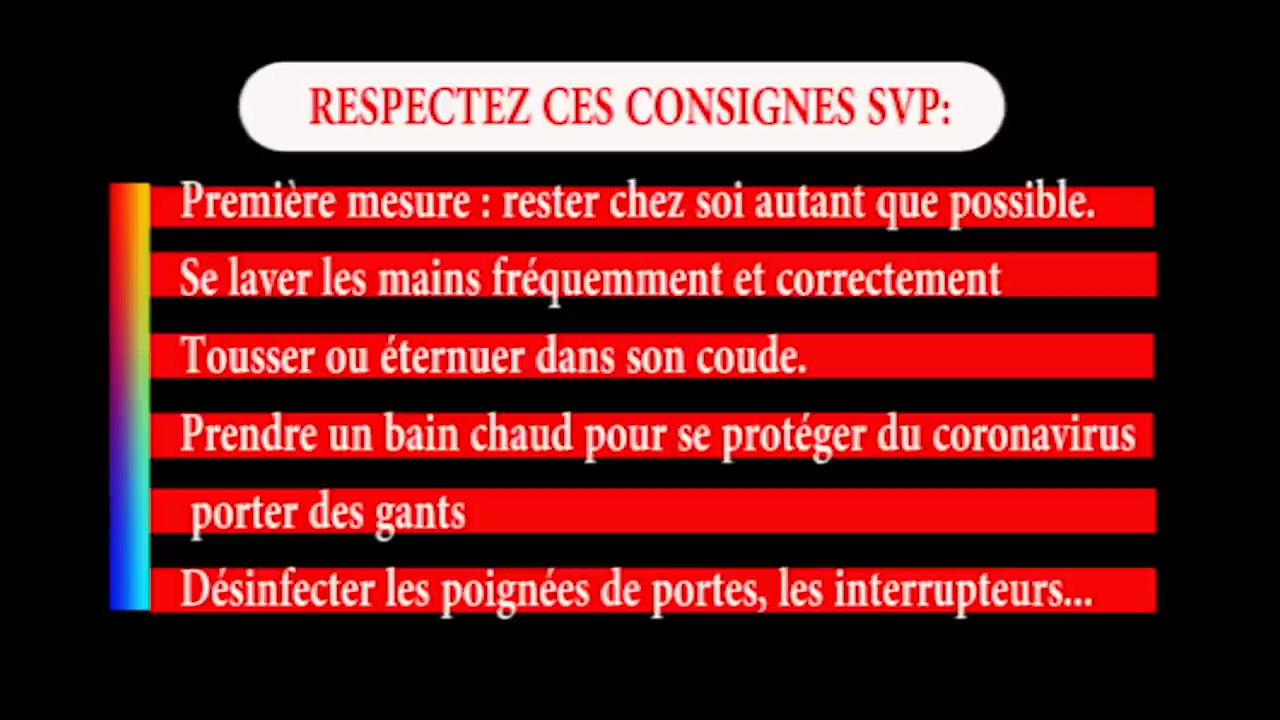 RESPECTEZ CES CONSIGNES SVP:
Première mesure : rester chez soi autant que possible.
Se laver les mains fréquemment et correctement
Tousser ou éternuer dans son coude.
Prendre un bain chaud pour se protéger du coronavirus
porter des gants
Désinfecter les poignées de portes, les interrupteurs...